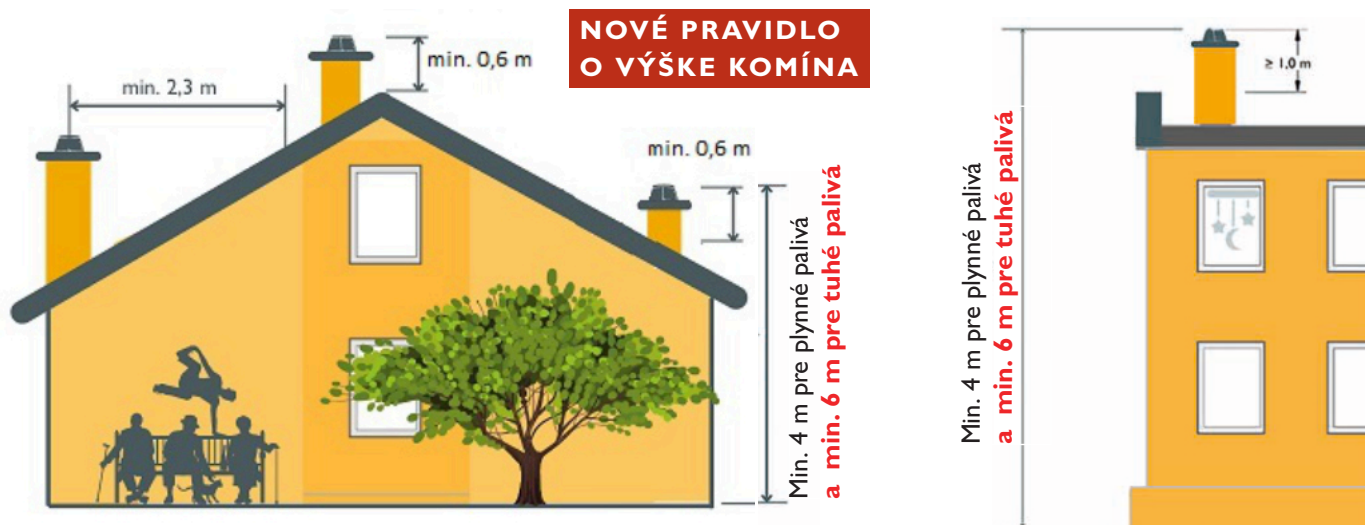 NOVÉ PRAVIDLO
O VÝŠKE KOMÍNA
min. 2,3 m
min. 0,6 m
min. 0,6 m
Min. 4 m pre plynné palivá
a min. 6 m pre tuhé palivá
≥ 1,0 m
Min. 4 m pre plynné palivá
a min. 6 m pre tuhé palivá